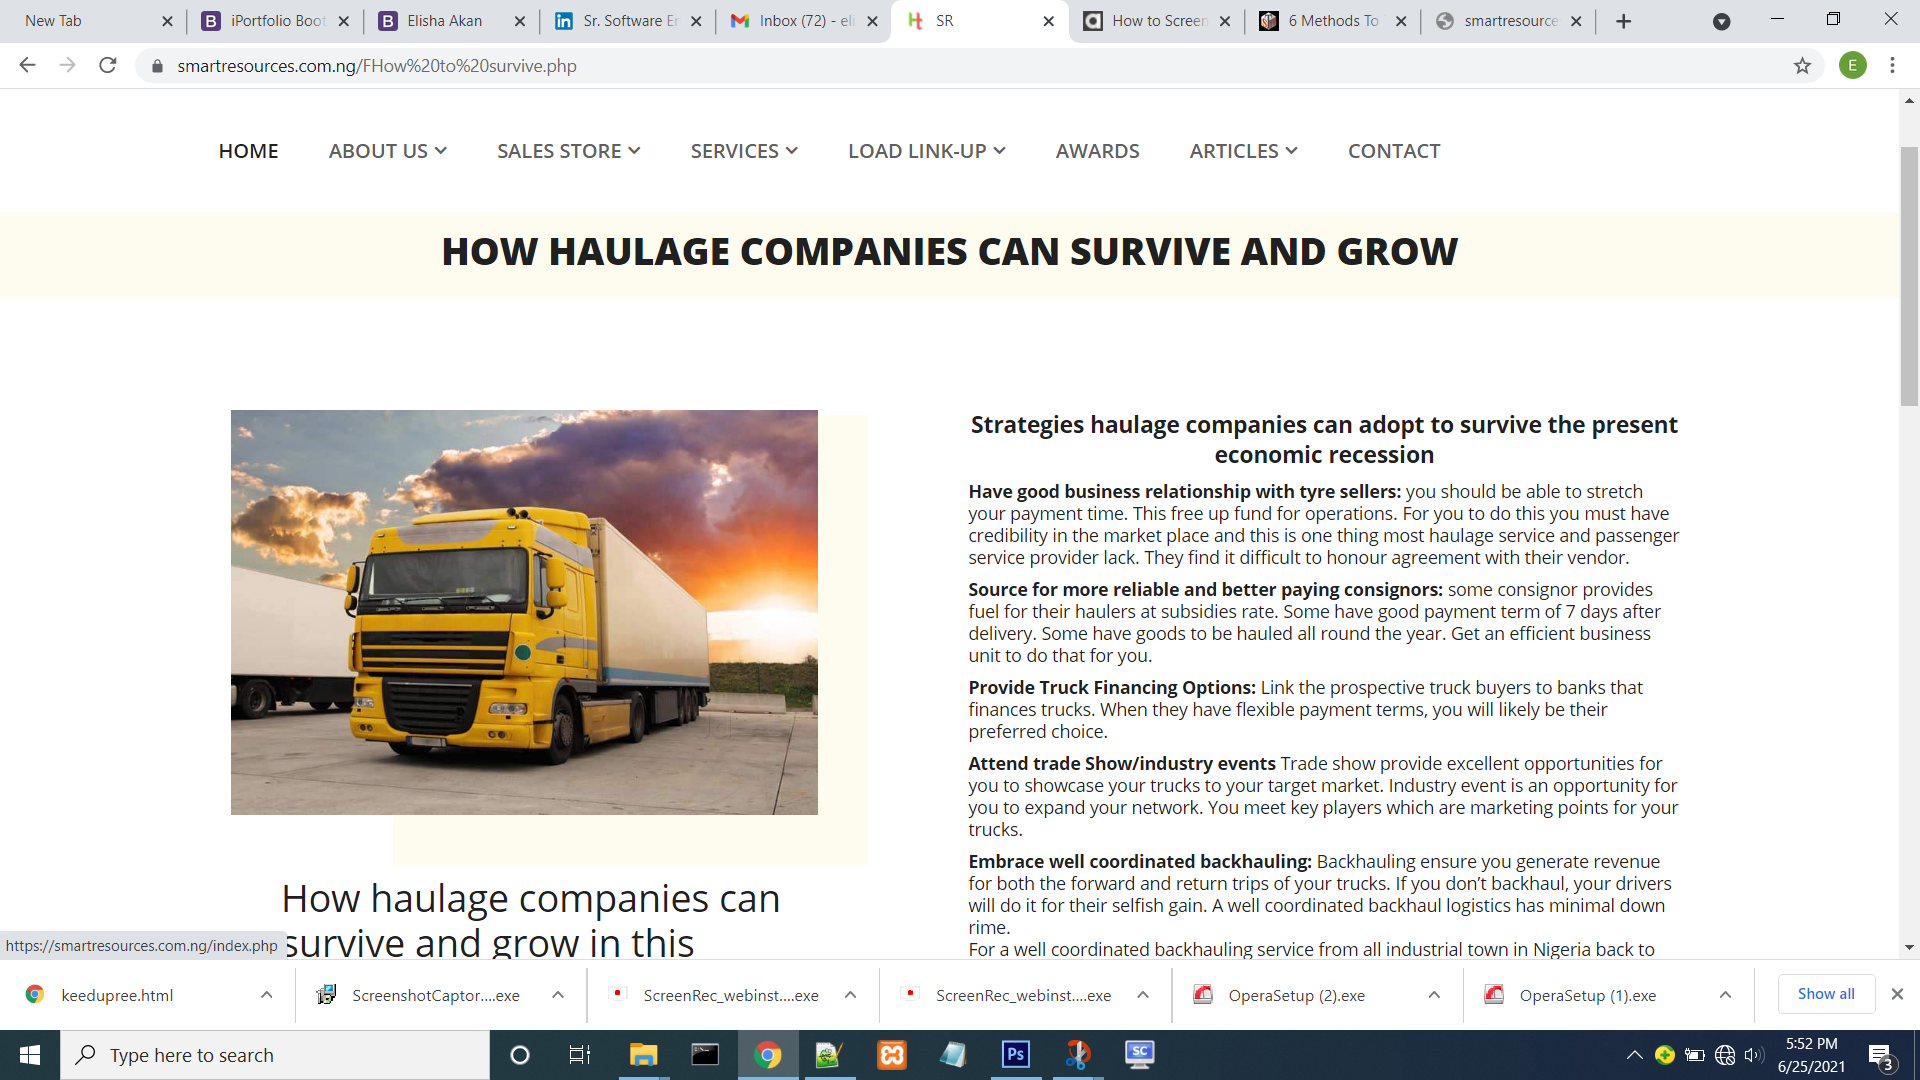 New Tab
iPortfolio Boot
Elisha Akan
Sr. Software En
Inbox (72) - eli
SR
How to Screen
6 Methods To
smartresource
smartresources.com.ng/FHow%20to%20survive.php
E
HOME
ABOUT US
SALES STORE
SERVICES
LOAD LINK-UP
AWARDS
ARTICLES
CONTACT
HOW HAULAGE COMPANIES CAN SURVIVE AND GROW
Strategies haulage companies can adopt to survive the present
economic recession
Have good business relationship with tyre sellers: you should be able to stretch
your payment time. This free up fund for operations. For you to do this you must have
credibility in the market place and this is one thing most haulage service and passenger
service provider lack. They find it difficult to honour agreement with their vendor.
Source for more reliable and better paying consignors: some consignor provides
fuel for their haulers at subsidies rate. Some have good payment term of 7 days after
delivery. Some have goods to be hauled all round the year. Get an efficient business
unit to do that for you.
Provide Truck Financing Options: Link the prospective truck buyers to banks that
finances trucks. When they have flexible payment terms, you will likely be their
preferred choice.
Attend trade Show/industry events Trade show provide excellent opportunities for
you to showcase your trucks to your target market. Industry event is an opportunity for
you to expand your network. You meet key players which are marketing points for your
trucks.
Embrace well coordinated backhauling: Backhauling ensure you generate revenue
for both the forward and return trips of your trucks. If you don’t backhaul, your drivers
will do it for their selfish gain. A well coordinated backhaul logistics has minimal down
rime.
For a well coordinated backhauling service from all industrial town in Nigeria back to
How haulage companies can
survive and grow in this
https://smartresources.com.ng/index.php
keedupree.html
ScreenshotCaptor....exe
ScreenRec_webinst....exe
ScreenRec_webinst....exe
OperaSetup (2).exe
OperaSetup (1).exe
Show all
Type here to search
Ps
SC
5:52 PM
6/25/2021
3